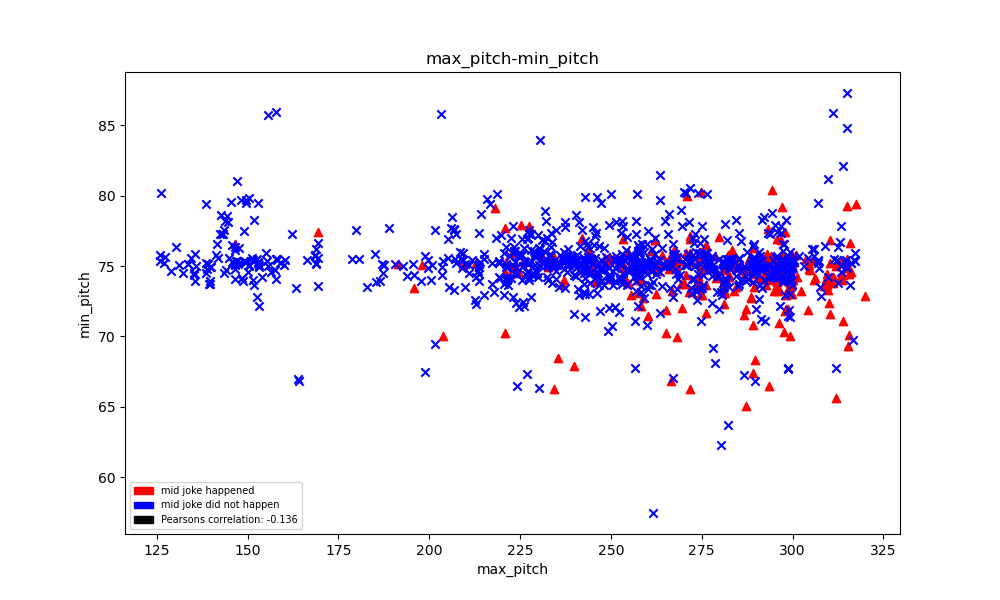 max_pitch-min_pitch
85
80
75
70
65
60
min_pitch
mid joke happened
mid joke did not happen
Pearsons correlation: -0.136
125 150 175 200 225 250 275 300 325
max_pitch